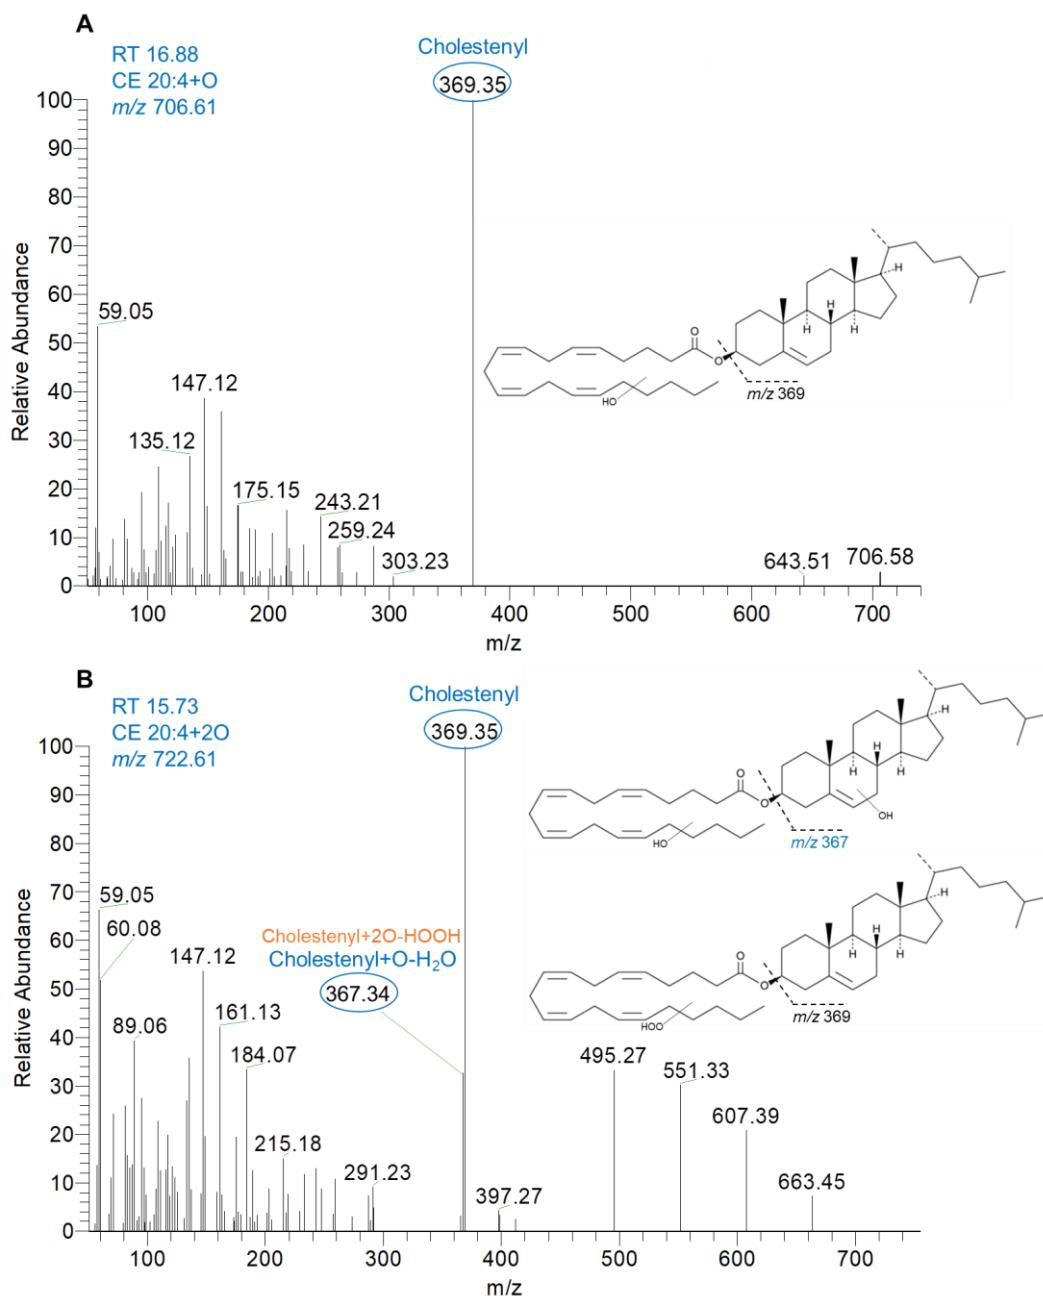 A
RT 16.88
CE 20:4+O
m/z 706.61
Cholestenyl
369.35
100
90
80
70
60
50
40
30
20
10
0
Relative Abundance
59.05
147.12
135.12
175.15
243.21
259.24
303.23
643.51
706.58
O
O
HO
H
H
H
H
m/z 369
100
200
300
400
500
600
700
m/z
B
RT 15.73
CE 20:4+2O
m/z 722.61
Cholestenyl
369.35
100
90
80
70
60
50
40
30
20
10
0
Relative Abundance
59.05
60.08
147.12
89.06
161.13
184.07
215.18
291.23
Cholestenyl+2O-HOOH
Cholestenyl+O-H₂O
367.34
397.27
495.27
551.33
607.39
663.45
O
O
HO
H
H
H
H
OH
m/z 367
O
O
HOO
H
H
H
H
m/z 369
100
200
300
400
500
600
700
m/z